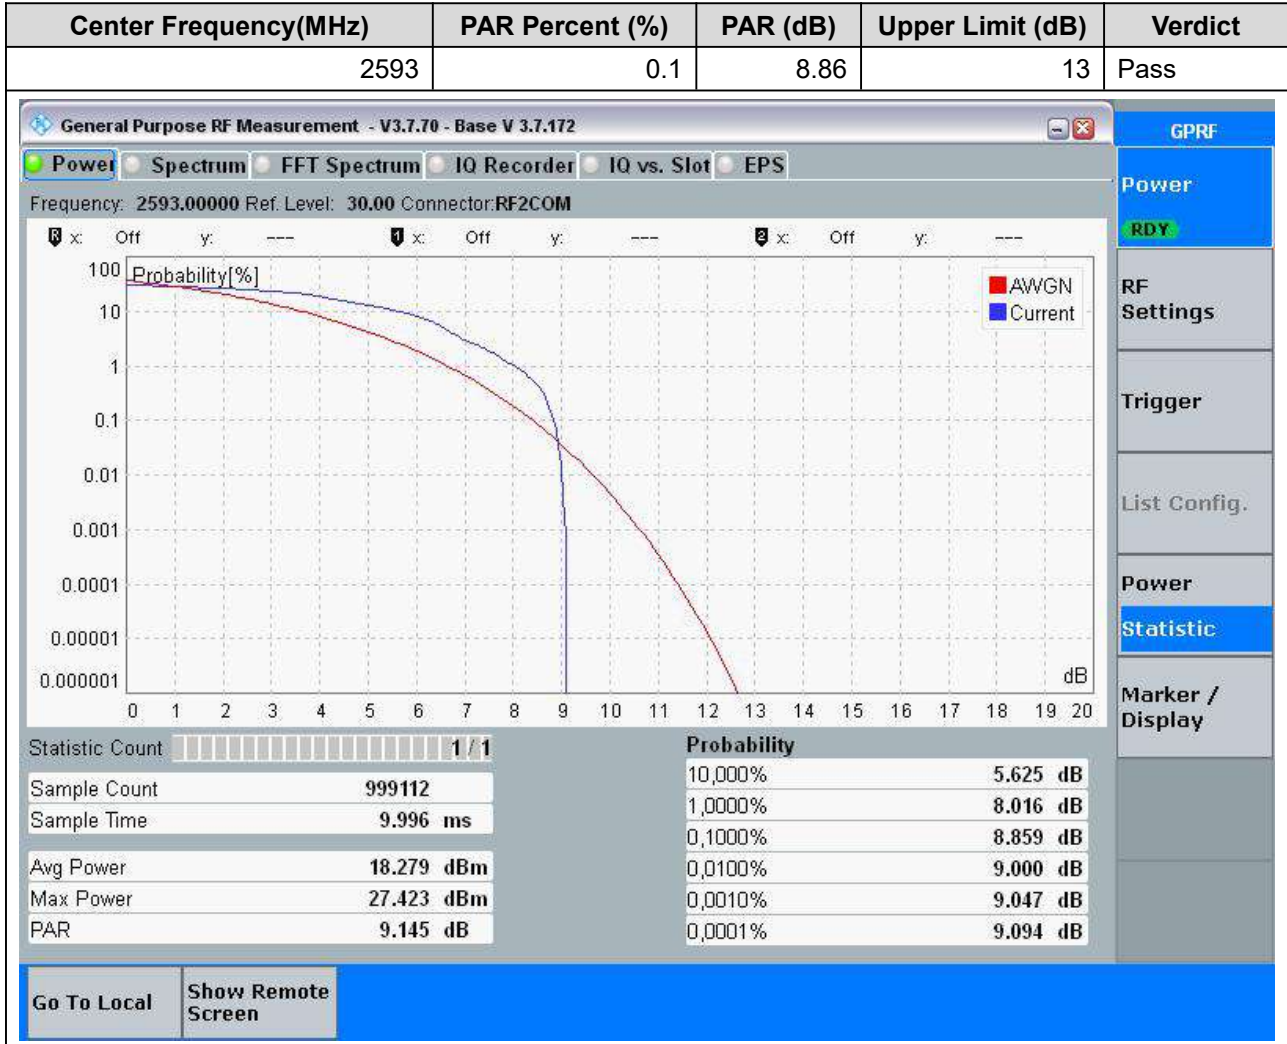 Center Frequency(MHz) PAR Percent (%) PAR (dB) Upper Limit (dB) Verdict
2593 0.1 8.86 13 Pass
General Purpose RF Measurement - V3.7.70 - Base V 3.7.172
GPRF
Power Spectrum FFT Spectrum IQ Recorder IQ vs. Slot EPS
Power
RDY
Frequency: 2593.00000 Ref. Level: 30.00 Connector:RF2COM
R x: Off y: --- 1 x: Off y: --- 2 x: Off y: ---
Probability[%]
AWGN
Current
100
10
1
0.1
0.01
0.001
0.0001
0.00001
0.000001
dB
0 1 2 3 4 5 6 7 8 9 10 11 12 13 14 15 16 17 18 19 20
RF
Settings
Trigger
List Config.
Power
Statistic
Marker /
Display
Statistic Count 1 / 1
Sample Count 999112
Sample Time 9.996 ms
Avg Power 18.279 dBm
Max Power 27.423 dBm
PAR 9.145 dB
Probability
10,000% 5.625 dB
1,0000% 8.016 dB
0,1000% 8.859 dB
0,0100% 9.000 dB
0,0010% 9.047 dB
0,0001% 9.094 dB
Go To Local
Show Remote
Screen